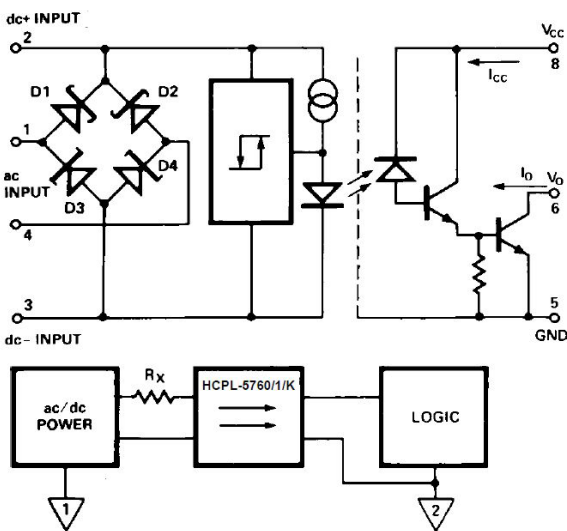 dc+ INPUT
2
D1
D2
1
ac
INPUT
D3
D4
4
3
dc– INPUT
VCC
8
ICC
IO
VO
6
5
GND
ac/dc
POWER
RX
HCPL-5760/1/K
LOGIC
1
2